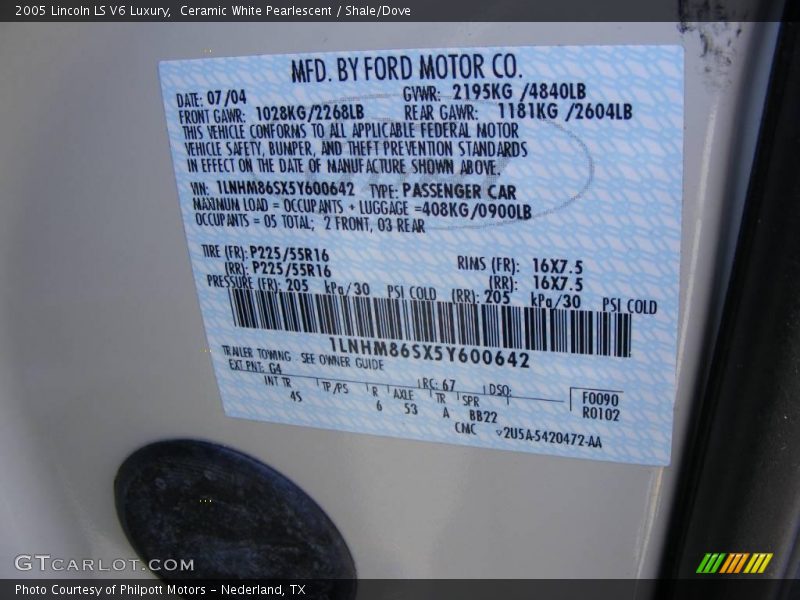 2005 Lincoln LS V6 Luxury,  Ceramic White Pearlescent / Shale/Dove
MFD. BY FORD MOTOR CO.
DATE: 07/04 GVWR: 2195KG /4840LB
FRONT GAWR: 1028KG/2268LB REAR GAWR: 1181KG /2604LB
THIS VEHICLE CONFORMS TO ALL APPLICABLE FEDERAL MOTOR
VEHICLE SAFETY, BUMPER, AND THEFT PREVENTION STANDARDS
IN EFFECT ON THE DATE OF MANUFACTURE SHOWN ABOVE.
VIN: 1LNHM86SX5Y600642 TYPE: PASSENGER CAR
MAXIMUM LOAD = OCCUPANTS + LUGGAGE =408KG/0900LB
OCCUPANTS = 05 TOTAL; 2 FRONT, 03 REAR
TIRE (FR): P225/55R16 RINS (FR): 16X7.5
(RR): P225/55R16 (RR): 16X7.5
PRESSURE (FR): 205 kPa/30 PSI COLD (RR): 205 kPa/30 PSI COLD
1LNHM86SX5Y600642
TRAILER TOWING - SEE OWNER GUIDE
EXT PNT: G4 RC: 67 DSO: F0090
INT TR TP/PS R AXLE TR SPR R0102
45 6 53 A BB22
CMC 2U5A-5420472-AA
GTCARLOT.COM
Photo Courtesy of Philpott Motors - Nederland, TX